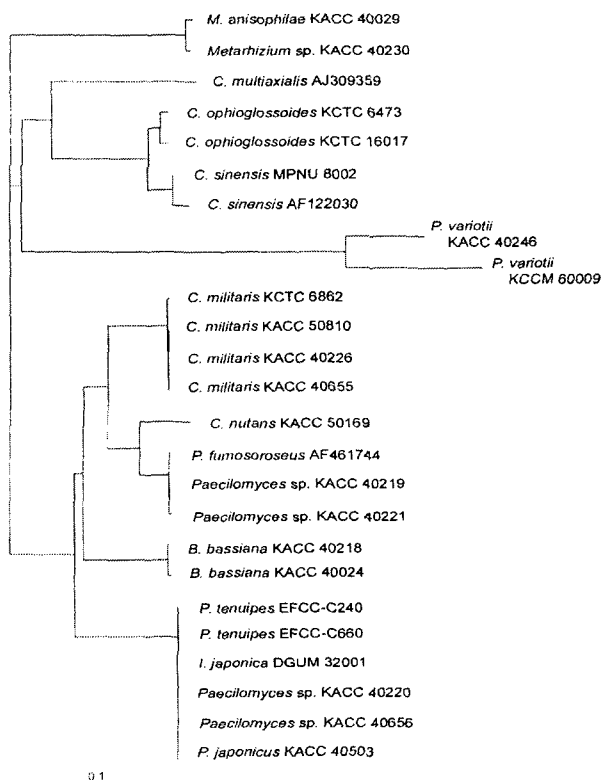 M. anisophilae KACC 40029
Metarhizium sp. KACC 40230
C. multiaxialis AJ309359
C. ophioglossoides KCTC 6473
C. ophioglossoides KCTC 16017
C. sinensis MPNU 8002
C. sinensis AF122030
P. variotii
KACC 40246
P. variotii
KCCM 60009
C. militaris KCTC 6862
C. militaris KACC 50810
C. militaris KACC 40226
C. militaris KACC 40655
C. nutans KACC 50169
P. fumosoroseus AF461744
Paecilomyces sp. KACC 40219
Paecilomyces sp. KACC 40221
B. bassiana KACC 40218
B. bassiana KACC 40024
P. tenuipes EFCC-C240
P. tenuipes EFCC-C660
I. japonica DGUM 32001
Paecilomyces sp. KACC 40220
Paecilomyces sp. KACC 40656
P. japonicus KACC 40503
0.1